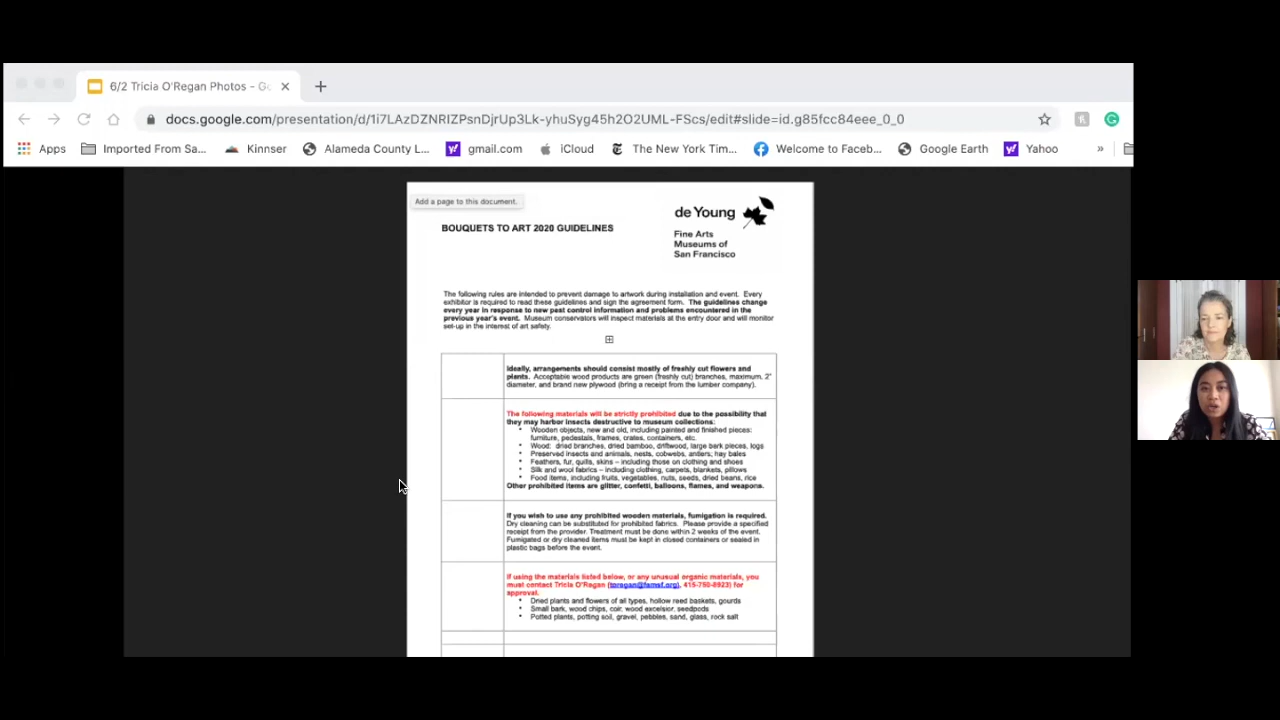 6/2 Tricia O'Regan Photos - Go
docs.google.com/presentation/d/1i7LAzDZNRIZPsnDjrUp3Lk-yhuSyg45h2O2UML-FScs/edit#slide=id.g85fcc84eee_0_0
Apps Imported From Sa... Kinnser Alameda County L... gmail.com iCloud The New York Tim... Welcome to Faceb... Google Earth Yahoo »
Add a page to this document.
de Young
BOUQUETS TO ART 2020 GUIDELINES
Fine Arts
Museums of
San Francisco
The following rules are intended to prevent damage to artwork during installation and event. Every
exhibitor is required to read these guidelines and sign the agreement form. The guidelines change
every year in response to new pest control information and problems encountered in the
previous year's event. Museum conservators will inspect materials at the entry door and will monitor
set-up in the interest of art safety.
Ideally, arrangements should consist mostly of freshly cut flowers and
plants. Acceptable wood products are green (freshly cut) branches, maximum. 2"
diameter, and brand new plywood (bring a receipt from the lumber company).
The following materials will be strictly prohibited due to the possibility that
they may harbor insects destructive to museum collections:
• Wooden objects, new and old, including painted and finished pieces:
furniture, pedestals, frames, crates, containers, etc.
• Wood: dried branches, dried bamboo, driftwood, large bark pieces, logs
• Preserved insects and animals, nests, cobwebs, antlers; hay bales
• Feathers, fur, quills, skins – including those on clothing and shoes
• Silk and wool fabrics – including clothing, carpets, blankets, pillows
• Food items, including fruits, vegetables, nuts, seeds, dried beans, rice
Other prohibited items are glitter, confetti, balloons, flames, and weapons.
If you wish to use any prohibited wooden materials, fumigation is required.
Dry cleaning can be substituted for prohibited fabrics. Please provide a specified
receipt from the provider. Treatment must be done within 2 weeks of the event.
Fumigated or dry cleaned items must be kept in closed containers or sealed in
plastic bags before the event.
If using the materials listed below, or any unusual organic materials, you
must contact Tricia O'Regan (toregan@famsf.org), 415-750-8923) for
approval.
• Dried plants and flowers of all types, hollow reed baskets, gourds
• Small bark, wood chips, coir, wood excelsior, seedpods
• Potted plants, potting soil, gravel, pebbles, sand, glass, rock salt